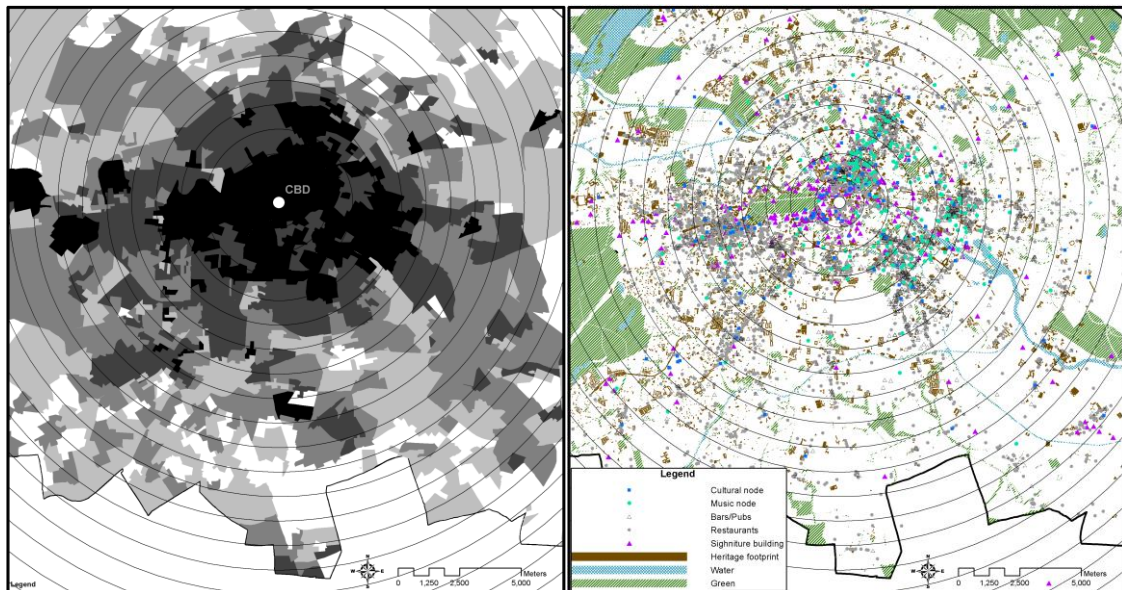 CBD
Legend
N
W E
S
0 1,250 2,500 5,000
Meters
Legend
Cultural node
Music node
Bars/Pubs
Restaurants
Sighniture building
Heritage footprint
Water
Green
N
W E
S
0 1,250 2,500 5,000
Meters